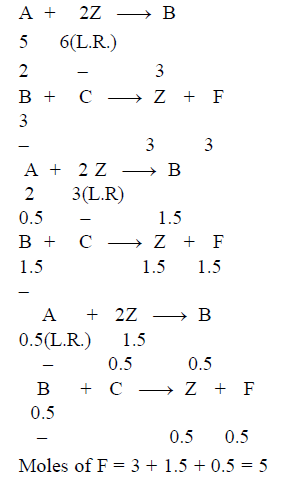 A + 2Z ⟶ B
5 6(L.R.)
2 – 3
B + C ⟶ Z + F
3
– 3 3
A + 2 Z ⟶ B
2 3(L.R)
0.5 – 1.5
B + C ⟶ Z + F
1.5 1.5 1.5
–
A + 2Z ⟶ B
0.5(L.R.) 1.5
– 0.5 0.5
B + C ⟶ Z + F
0.5
– 0.5 0.5
Moles of F = 3 + 1.5 + 0.5 = 5